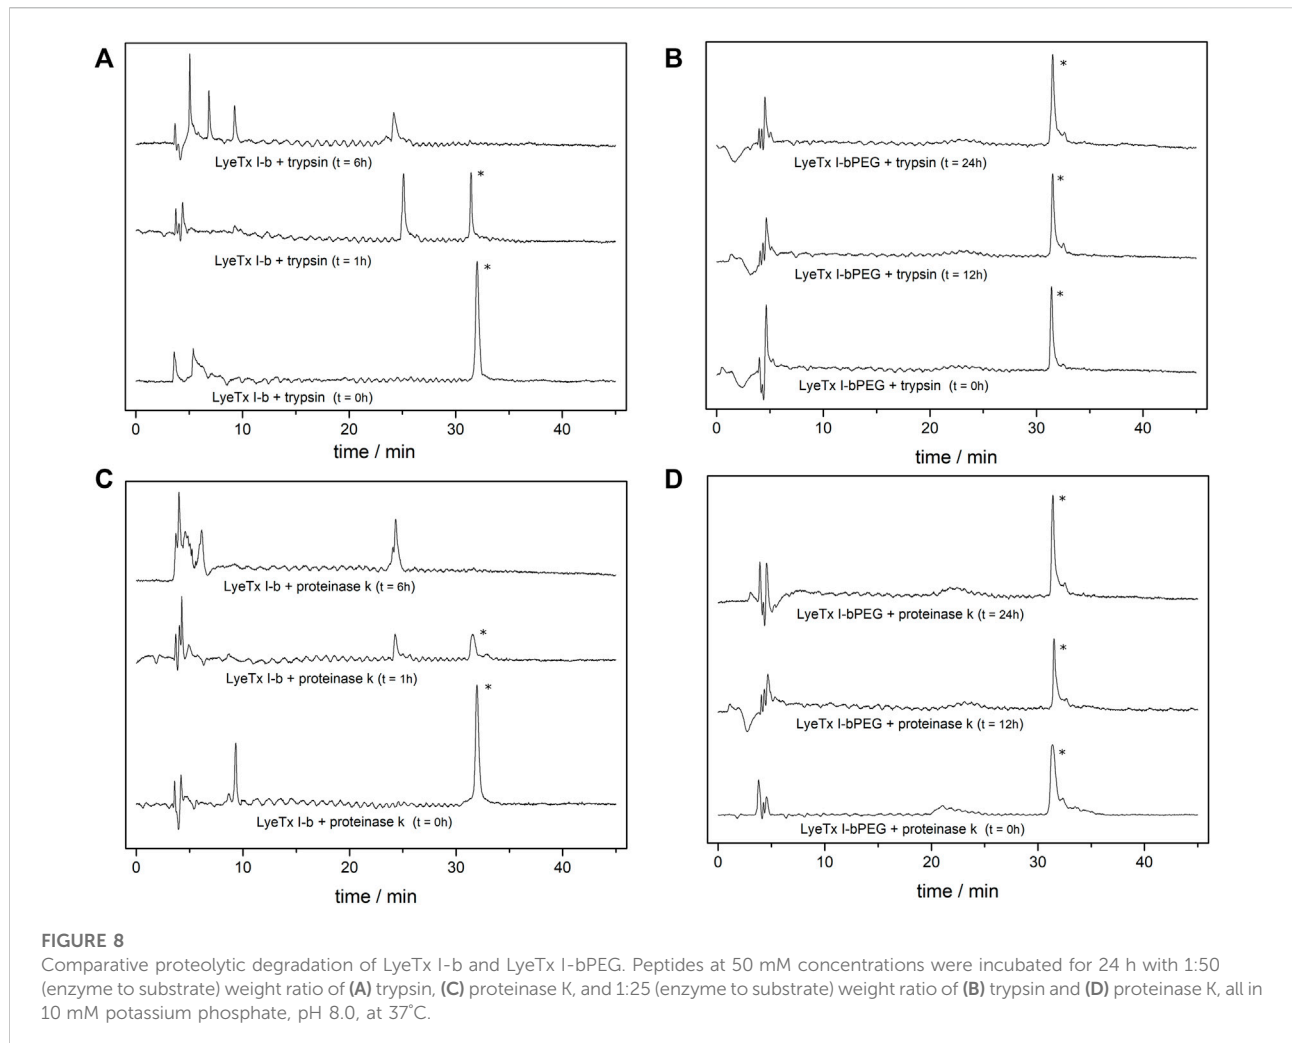 A
*
LyeTx I-b + trypsin (t = 6h)
*
LyeTx I-b + trypsin (t = 1h)
*
LyeTx I-b + trypsin (t = 0h)
0 10 20 30 40
time / min
B
*
LyeTx I-bPEG + trypsin (t = 24h)
*
LyeTx I-bPEG + trypsin (t = 12h)
*
LyeTx I-bPEG + trypsin (t = 0h)
0 10 20 30 40
time / min
C
LyeTx I-b + proteinase k (t = 6h)
*
LyeTx I-b + proteinase k (t = 1h)
*
LyeTx I-b + proteinase k (t = 0h)
0 10 20 30 40
time / min
D
*
LyeTx I-bPEG + proteinase k (t = 24h)
*
LyeTx I-bPEG + proteinase k (t = 12h)
*
LyeTx I-bPEG + proteinase k (t = 0h)
0 10 20 30 40
time / min
FIGURE 8
Comparative proteolytic degradation of LyeTx I-b and LyeTx I-bPEG. Peptides at 50 mM concentrations were incubated for 24 h with 1:50
(enzyme to substrate) weight ratio of (A) trypsin, (C) proteinase K, and 1:25 (enzyme to substrate) weight ratio of (B) trypsin and (D) proteinase K, all in
10 mM potassium phosphate, pH 8.0, at 37°C.